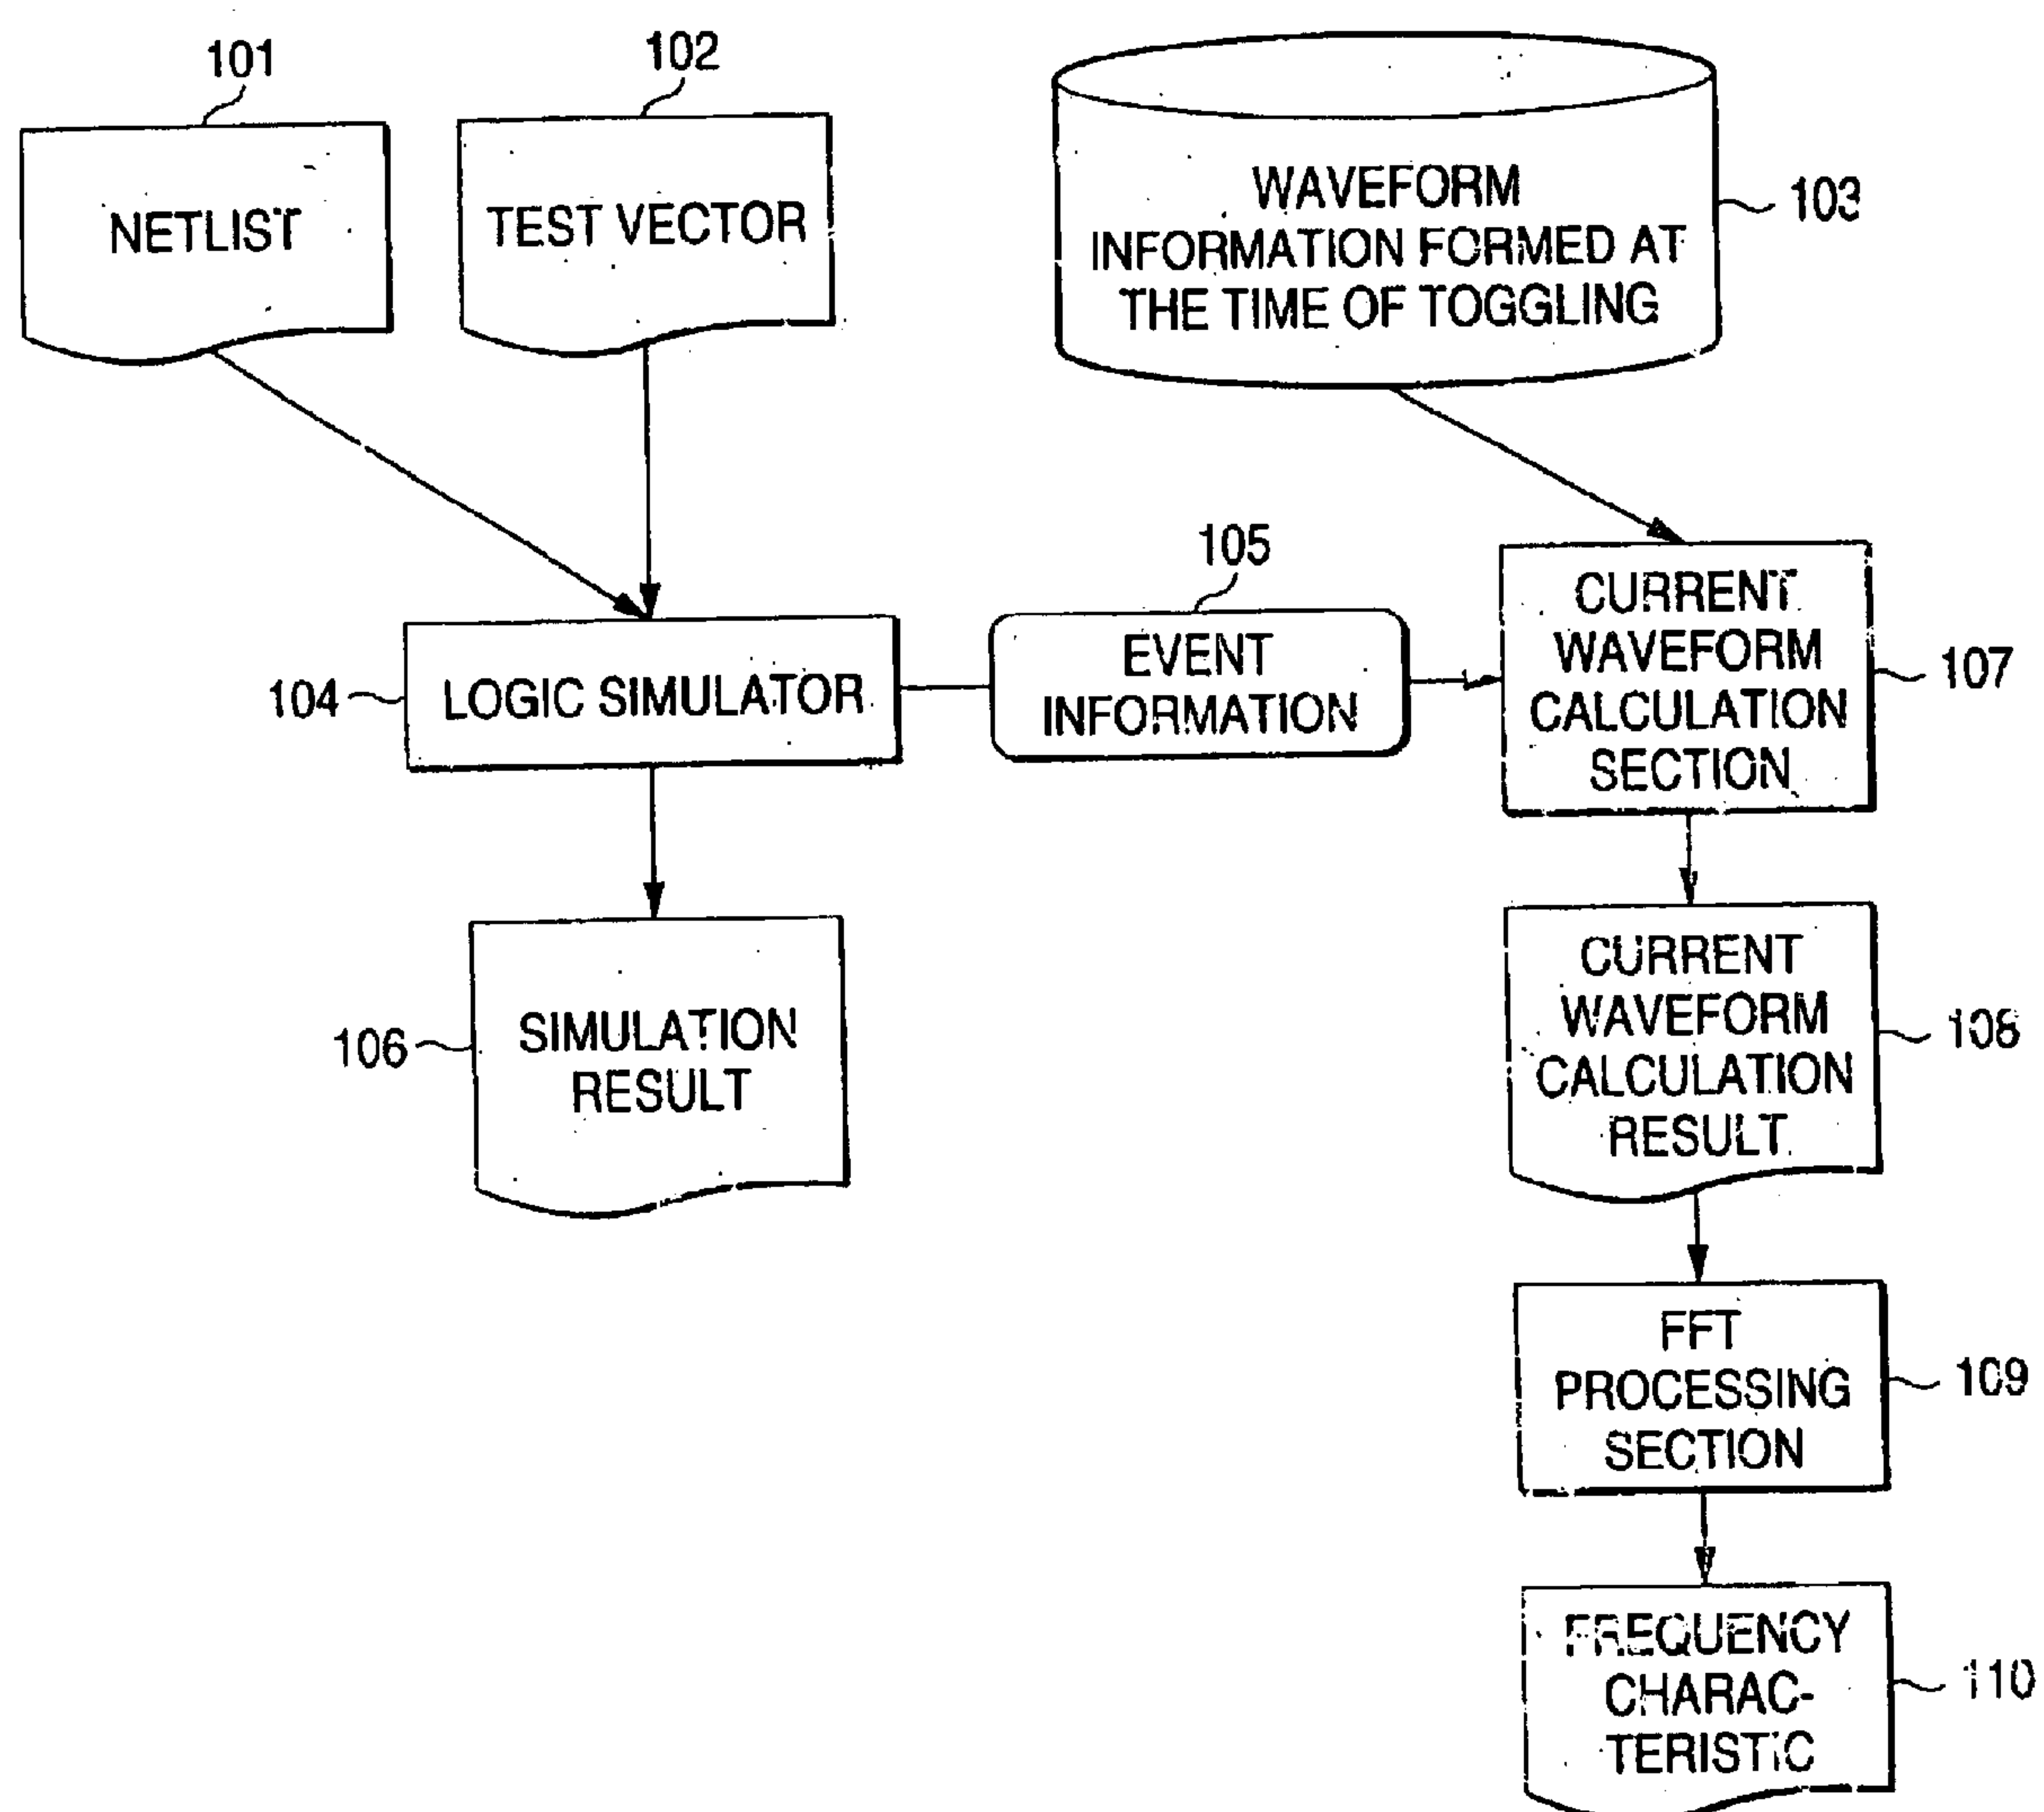 101
102
NETLIST
TEST VECTOR
WAVEFORM
INFORMATION FORMED AT
THE TIME OF TOGGLING
103
104
LOGIC SIMULATOR
105
EVENT
INFORMATION
CURRENT
WAVEFORM
CALCULATION
SECTION
107
106
SIMULATION
RESULT
CURRENT
WAVEFORM
CALCULATION
RESULT
108
FFT
PROCESSING
SECTION
109
FREQUENCY
CHARAC-
TERISTIC
110